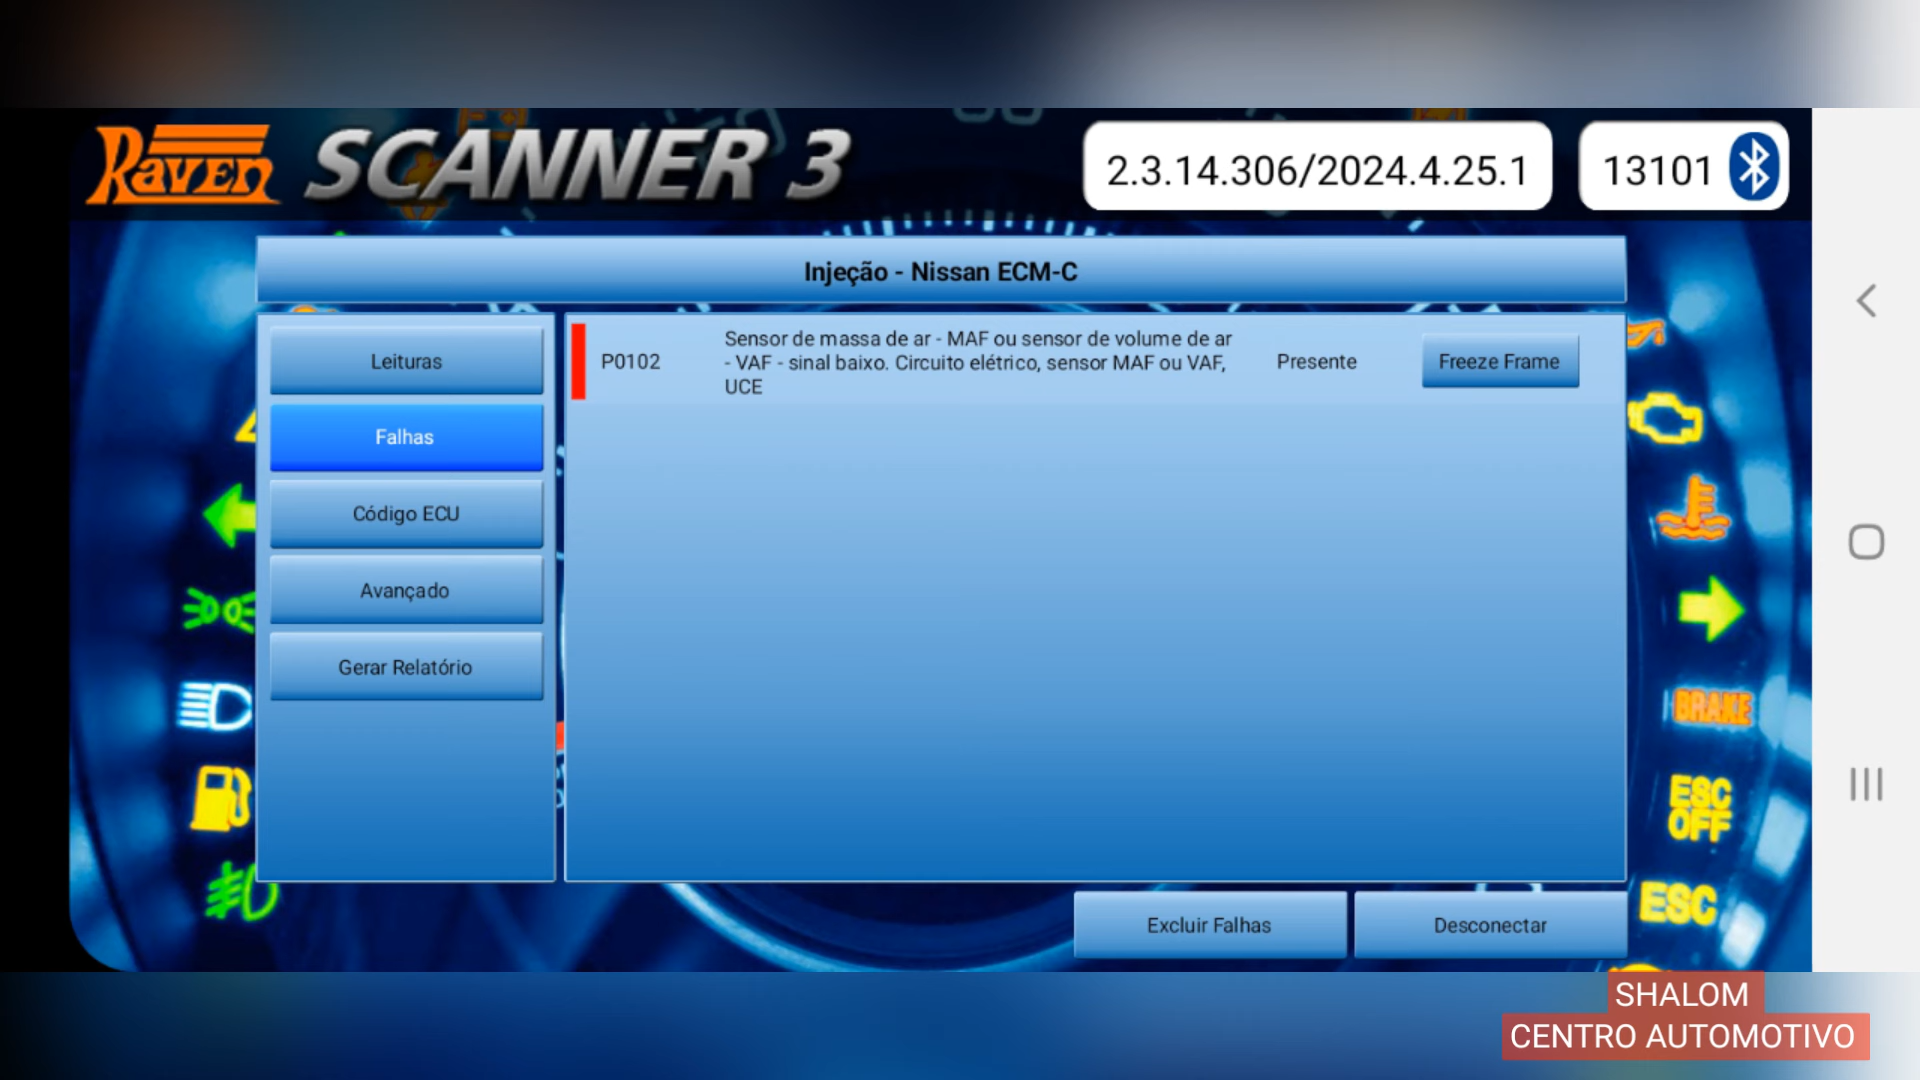 Raven SCANNER 3
2.3.14.306/2024.4.25.1
13101
Injeção - Nissan ECM-C
Leituras
Falhas
Código ECU
Avançado
Gerar Relatório
P0102
Sensor de massa de ar - MAF ou sensor de volume de ar
- VAF - sinal baixo. Circuito elétrico, sensor MAF ou VAF,
UCE
Presente
Freeze Frame
BRAKE
ESC
OFF
ESC
Excluir Falhas
Desconectar
SHALOM
CENTRO AUTOMOTIVO